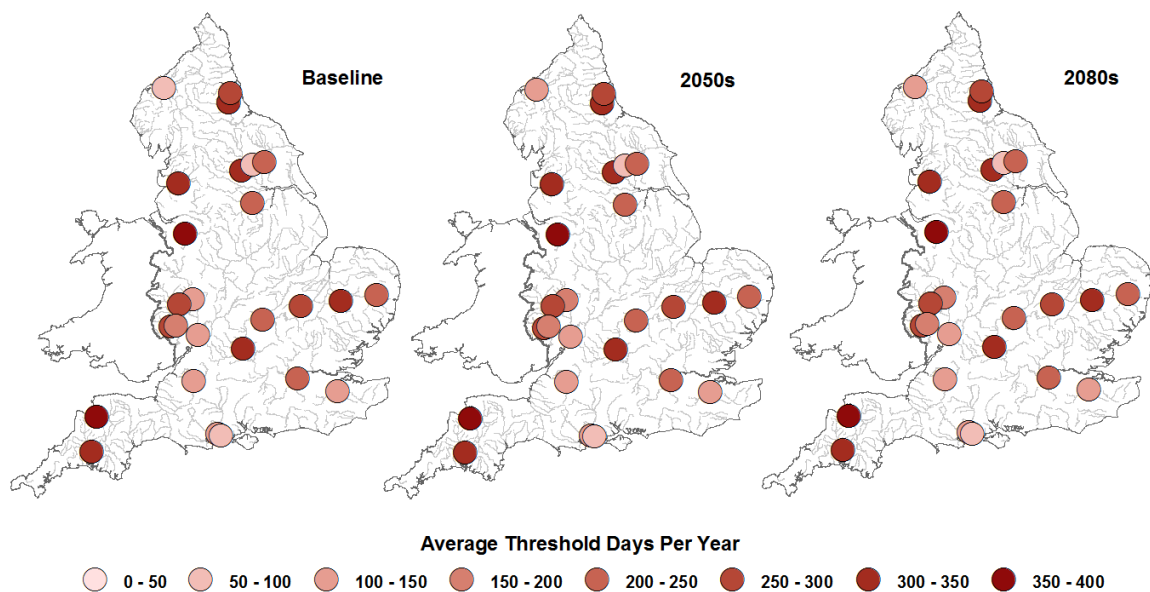 Baseline
2050s
2080s
Average Threshold Days Per Year
0 - 50 50 - 100 100 - 150 150 - 200 200 - 250 250 - 300 300 - 350 350 - 400